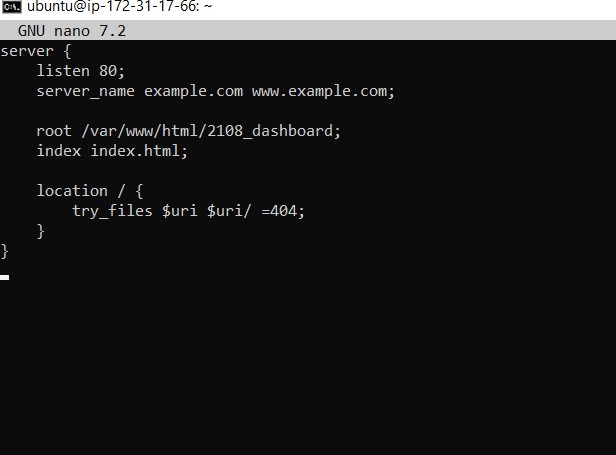 ubuntu@ip-172-31-17-66: ~
GNU nano 7.2
server {
    listen 80;
    server_name example.com www.example.com;

    root /var/www/html/2108_dashboard;
    index index.html;

    location / {
        try_files $uri $uri/ =404;
    }
}